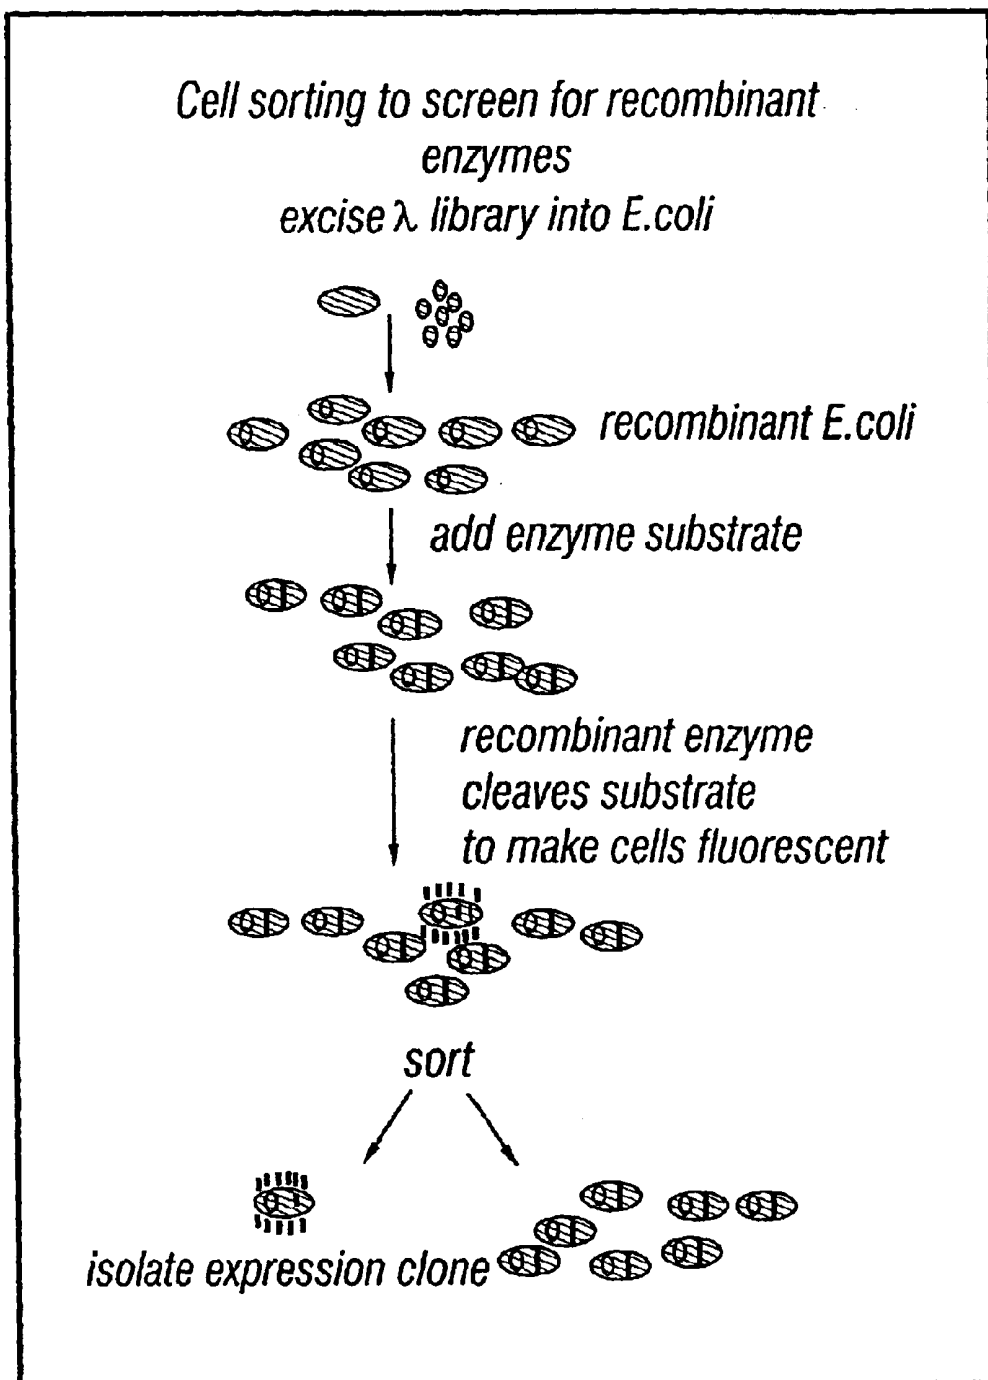 Cell sorting to screen for recombinant
enzymes
excise λ library into E.coli
recombinant E.coli
add enzyme substrate
recombinant enzyme
cleaves substrate
to make cells fluorescent
sort
isolate expression clone